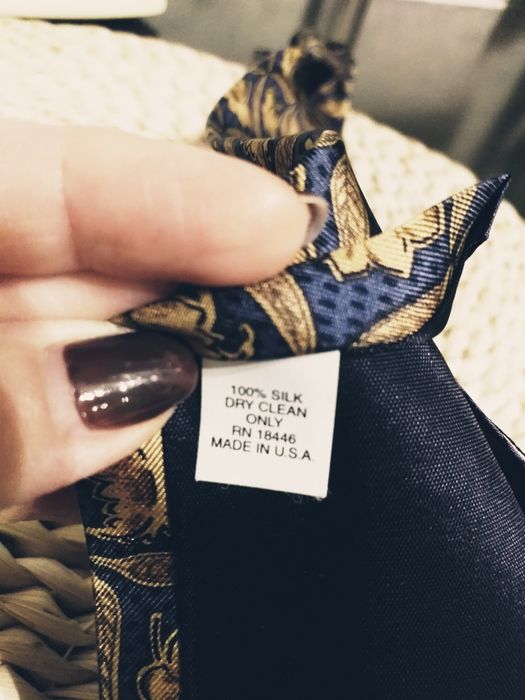 100% SILK
DRY CLEAN
ONLY
RN 18446
MADE IN U.S.A.